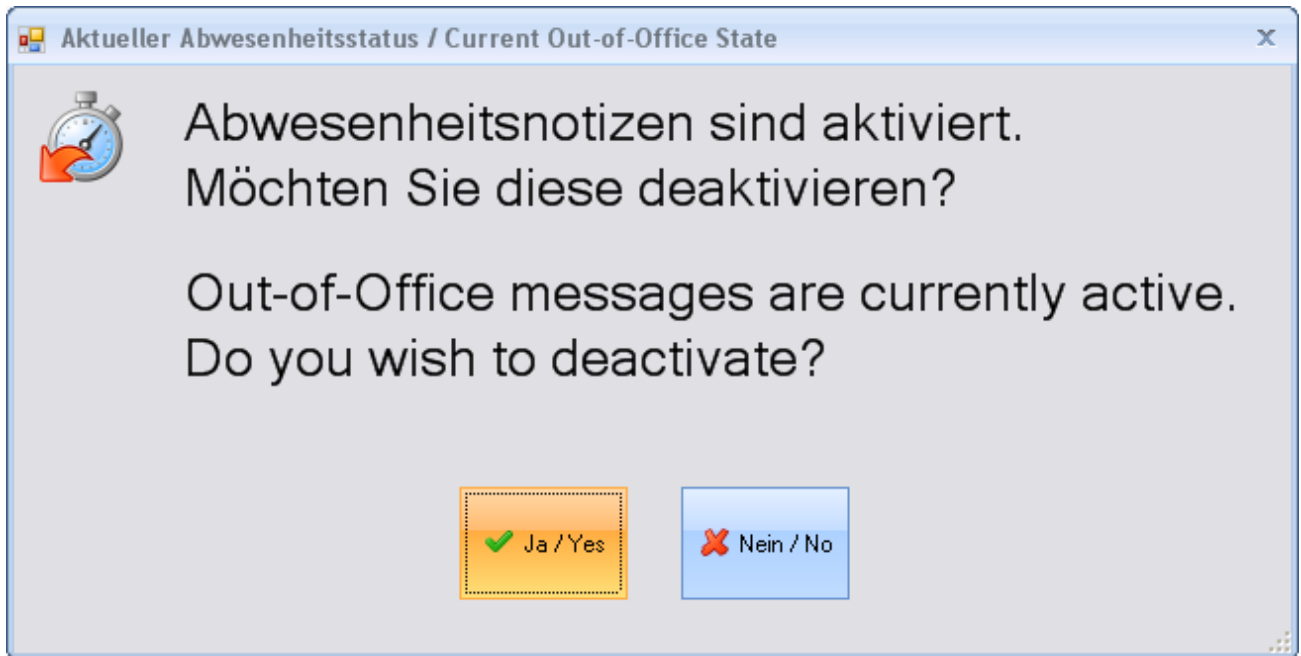 Aktueller Abwesenheitsstatus / Current Out-of-Office State
Abwesenheitsnotizen sind aktiviert.
Möchten Sie diese deaktivieren?
Out-of-Office messages are currently active.
Do you wish to deactivate?
Ja / Yes
Nein / No